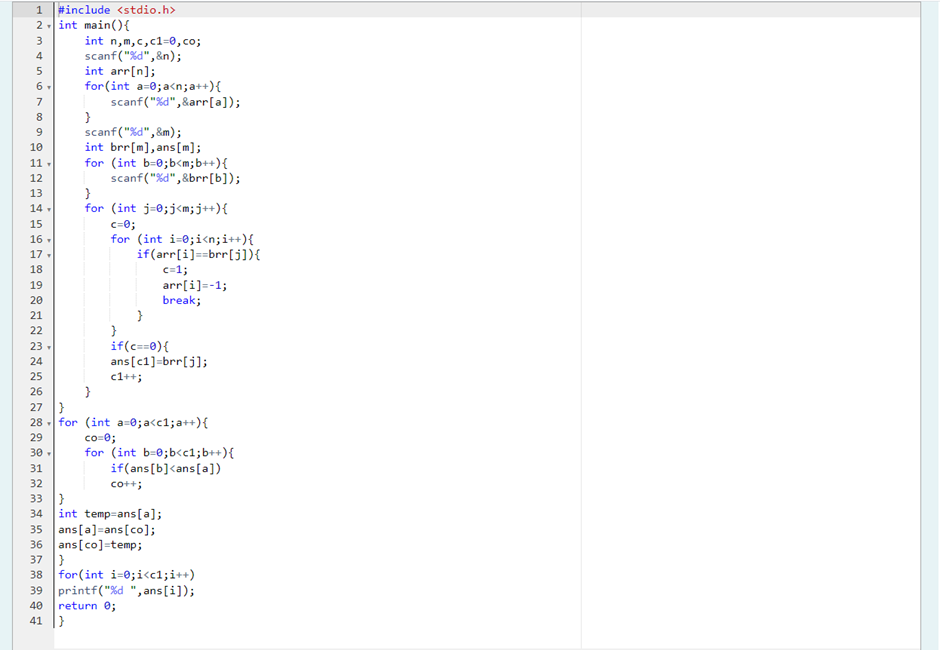 1 #include <stdio.h>
2 int main(){
3     int n,m,c,c1=0,co;
4     scanf("%d",&n);
5     int arr[n];
6     for(int a=0;a<n;a++){
7         scanf("%d",&arr[a]);
8     }
9     scanf("%d",&m);
10     int brr[m],ans[m];
11     for (int b=0;b<m;b++){
12         scanf("%d",&brr[b]);
13     }
14     for (int j=0;j<m;j++){
15         c=0;
16         for (int i=0;i<n;i++){
17             if(arr[i]==brr[j]){
18                 c=1;
19                 arr[i]=-1;
20                 break;
21             }
22         }
23         if(c==0){
24         ans[c1]=brr[j];
25         c1++;
26     }
27 }
28 for (int a=0;a<c1;a++){
29     co=0;
30     for (int b=0;b<c1;b++){
31         if(ans[b]<ans[a])
32         co++;
33 }
34 int temp=ans[a];
35 ans[a]=ans[co];
36 ans[co]=temp;
37 }
38 for(int i=0;i<c1;i++)
39 printf("%d ",ans[i]);
40 return 0;
41 }